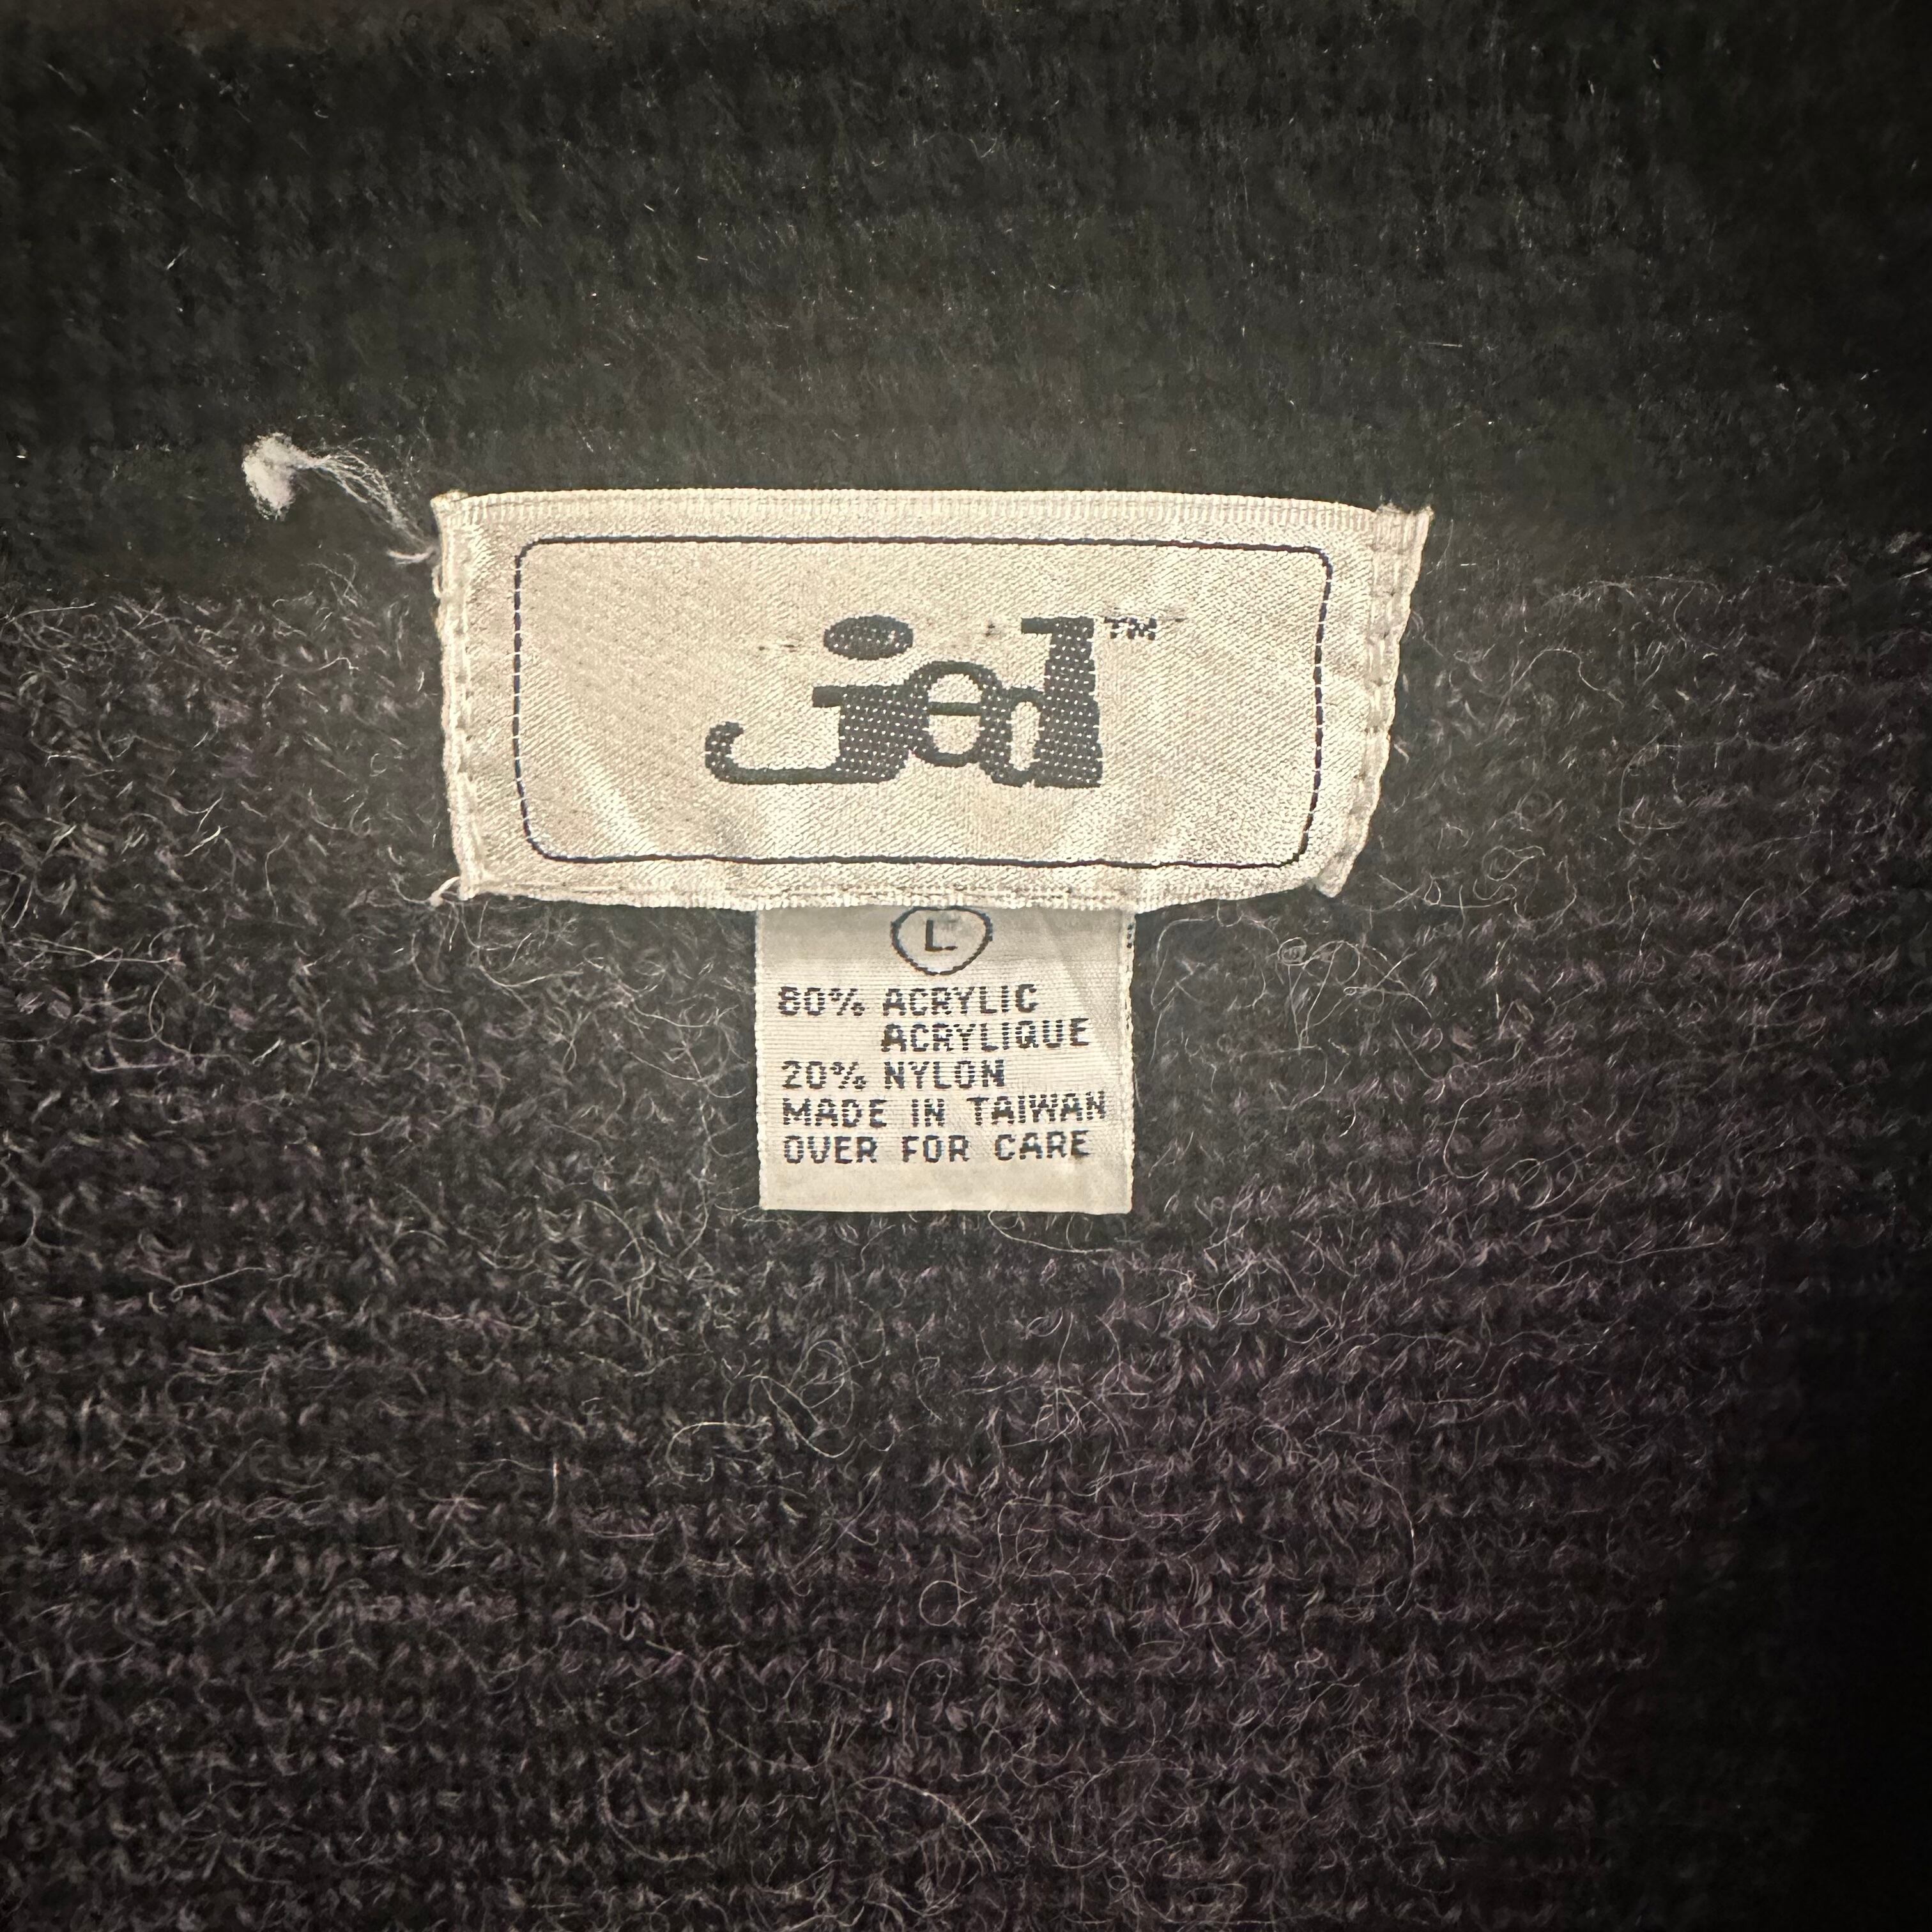 jed™
L
80% ACRYLIC
ACRYLIQUE
20% NYLON
MADE IN TAIWAN
OVER FOR CARE